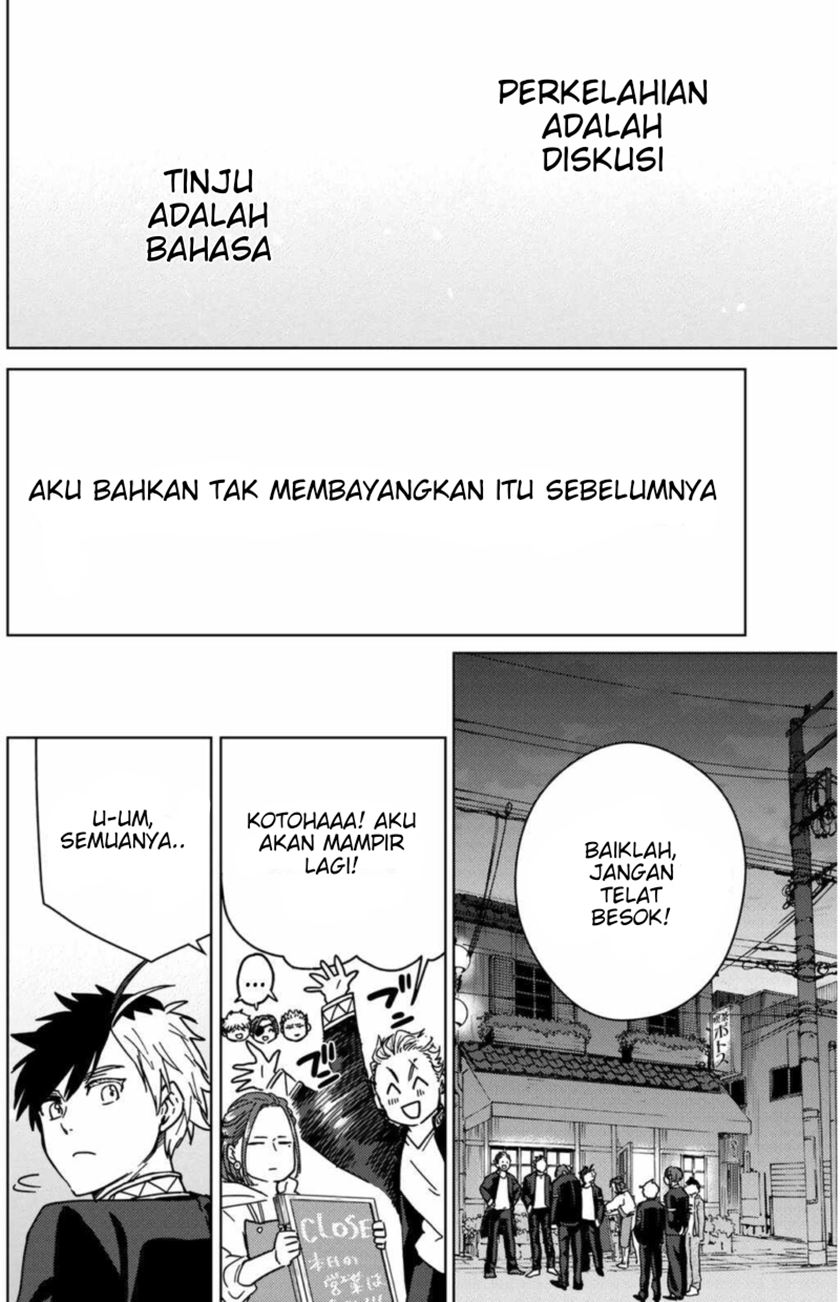 PERKELAHIAN
ADALAH
DISKUSI
TINJU
ADALAH
BAHASA
AKU BAHKAN TAK MEMBAYANGKAN ITU SEBELUMNYA
BAIKLAH,
JANGAN
TELAT
BESOK!
ポトス
KOTOHAAA! AKU
AKAN MAMPIR
LAGI!
...
CLOSE
本日の
営業は
U-UM,
SEMUANYA..